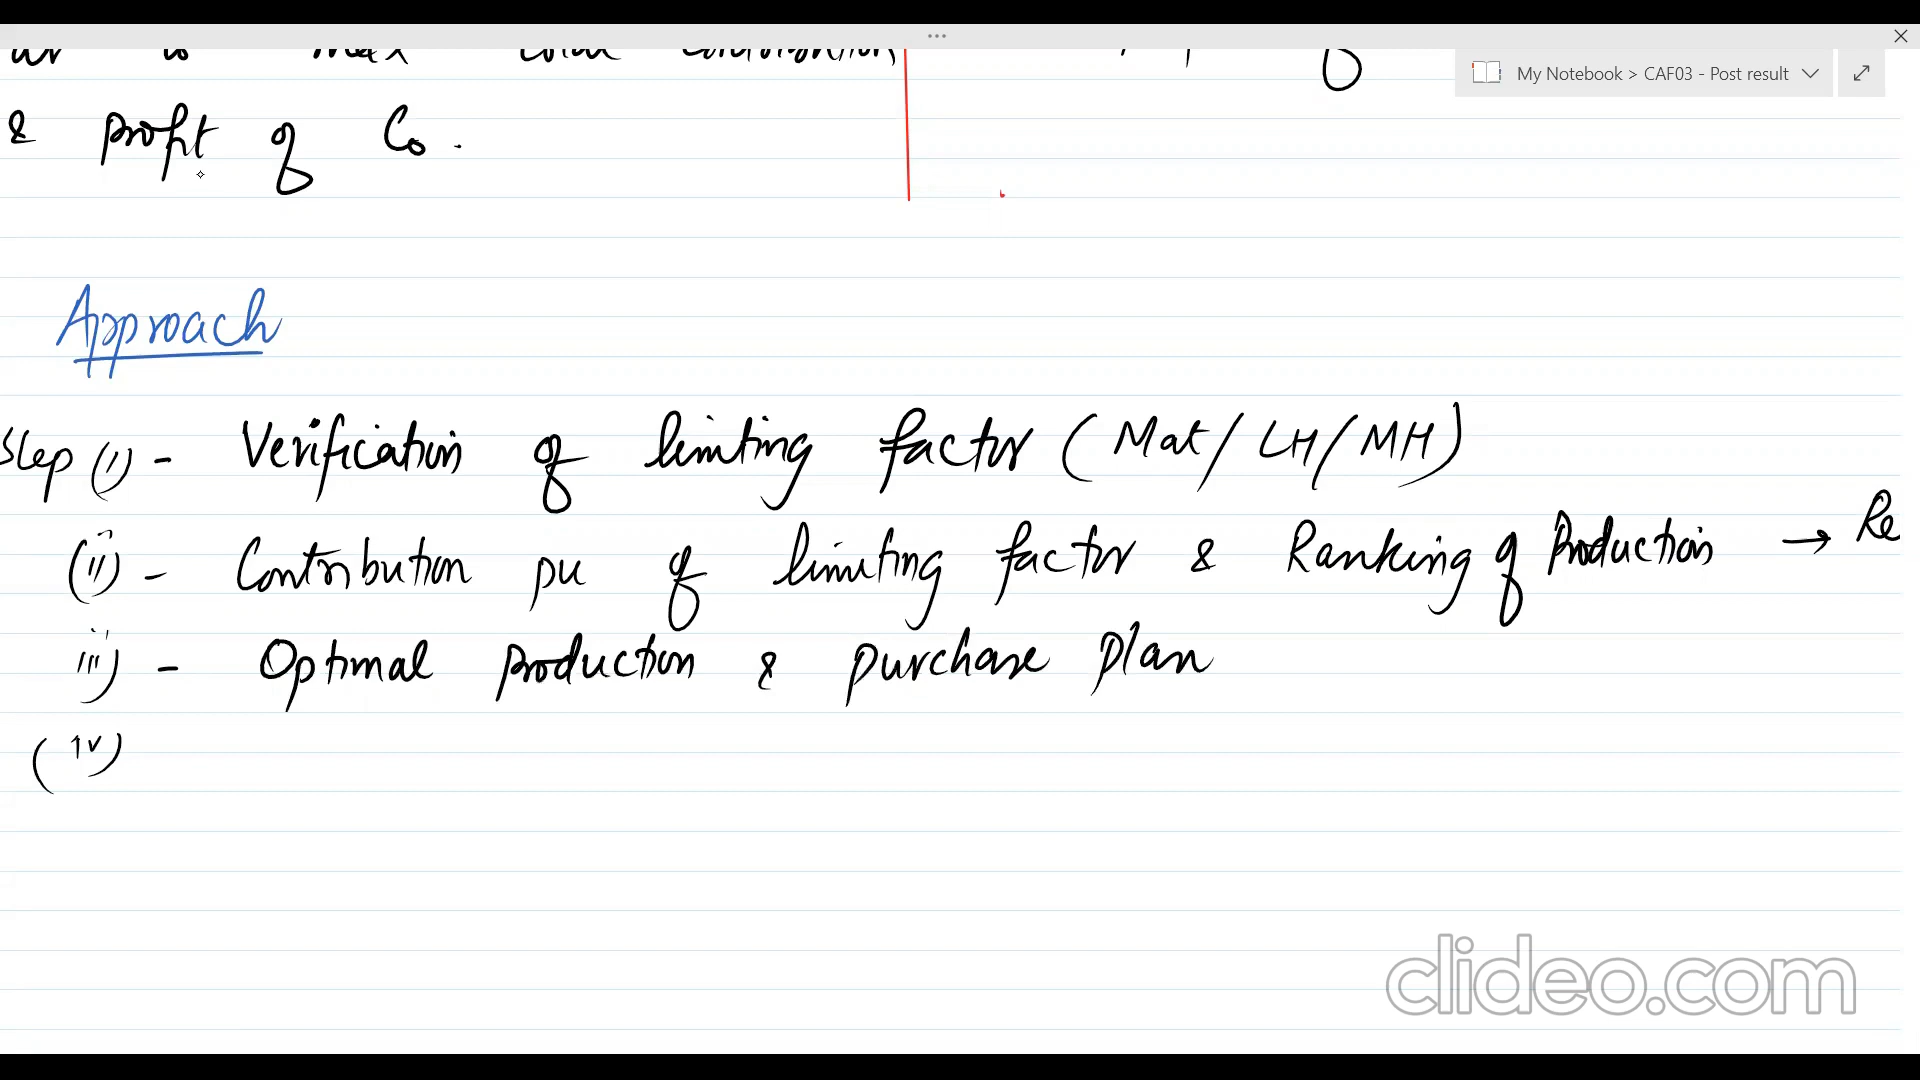 & profit of Co.
My Notebook > CAF03 - Post result
Approach
Step (i) - Verification of limiting factor (Mat/LH/MH)
(ii) - Contribution pu of limiting factor & Ranking of Production → Re
iii) - Optimal production & purchase plan
(iv)
clideo.com